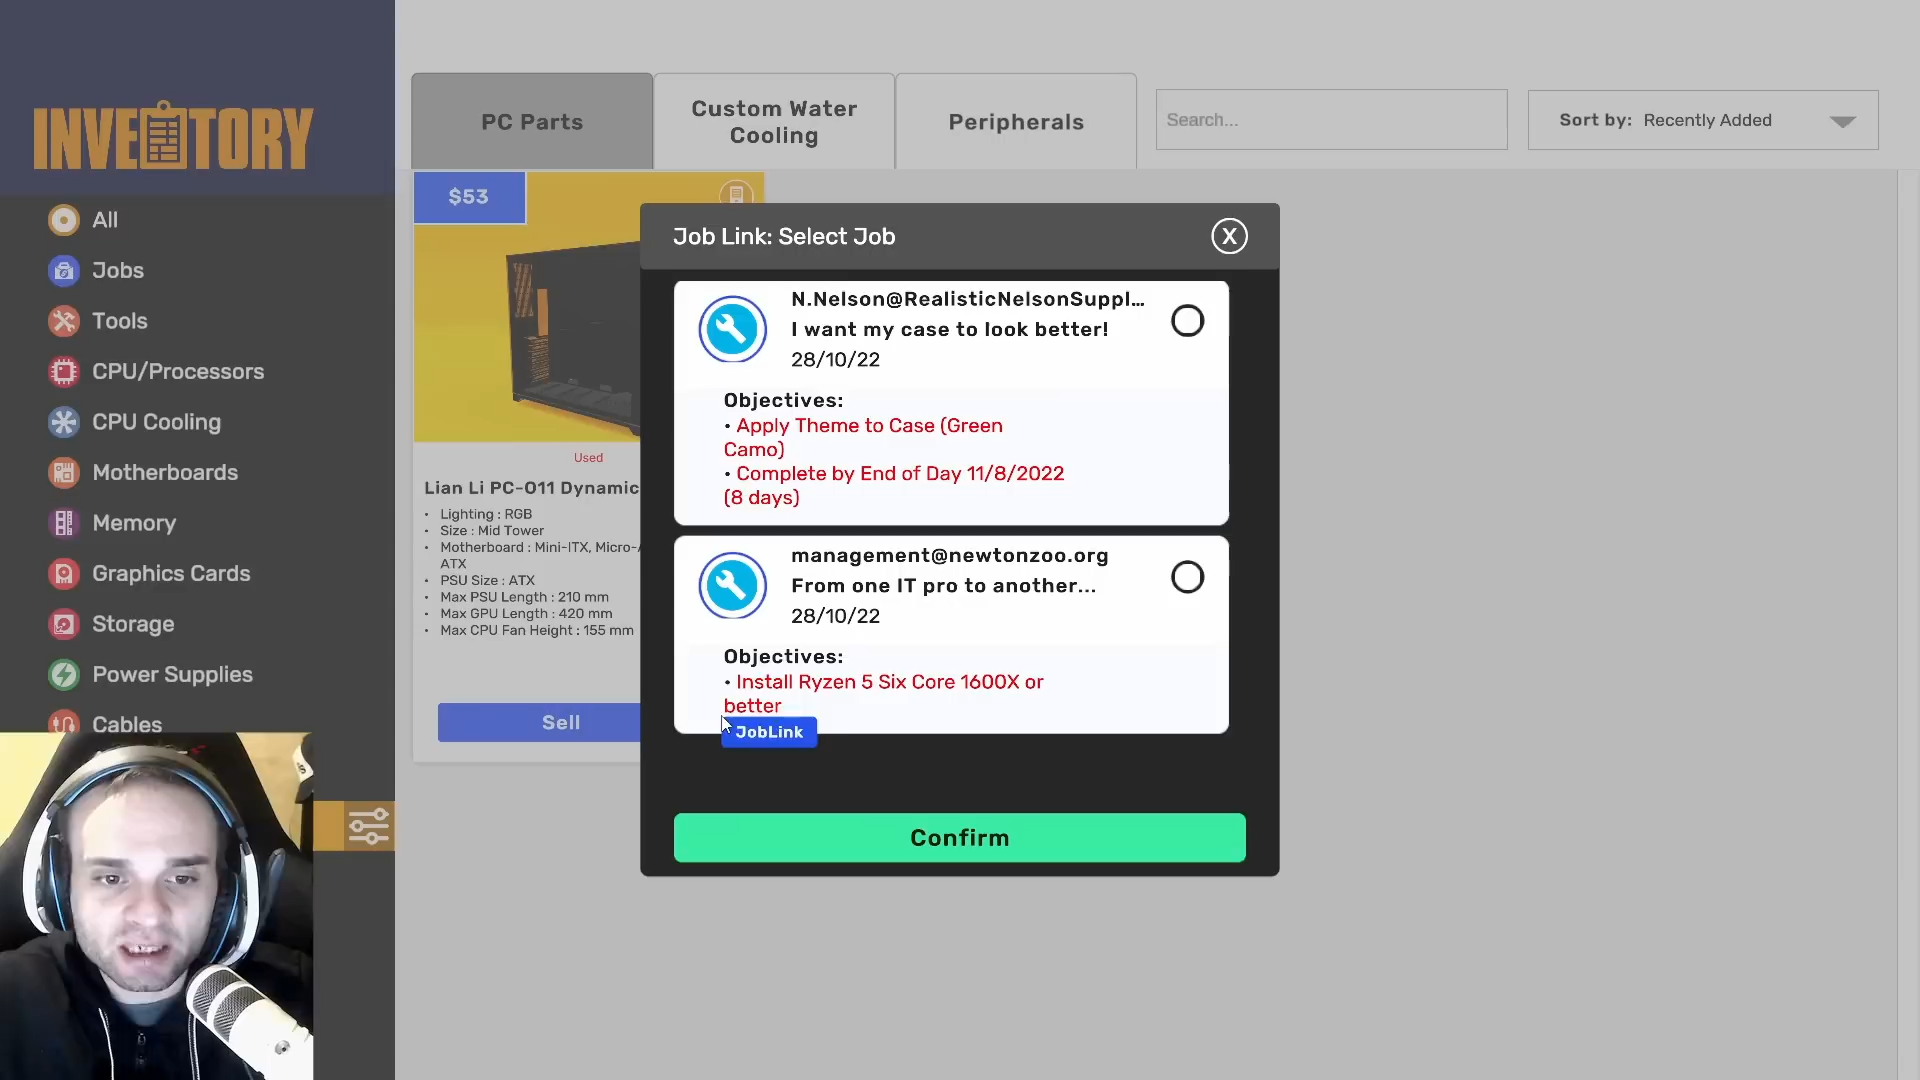 INVENTORY
All
Jobs
Tools
CPU/Processors
CPU Cooling
Motherboards
Memory
Graphics Cards
Storage
Power Supplies
Cables
PC Parts
Custom Water
Cooling
Peripherals
Search...
Sort by: Recently Added
$53
Used
Lian Li PC-O11 Dynamic
• Lighting : RGB
• Size : Mid Tower
• Motherboard : Mini-ITX, Micro-
ATX
• PSU Size : ATX
• Max PSU Length : 210 mm
• Max GPU Length : 420 mm
• Max CPU Fan Height : 155 mm
Sell
Job Link: Select Job
X
N.Nelson@RealisticNelsonSuppl...
I want my case to look better!
28/10/22
Objectives:
• Apply Theme to Case (Green
Camo)
• Complete by End of Day 11/8/2022
(8 days)
management@newtonzoo.org
From one IT pro to another...
28/10/22
Objectives:
• Install Ryzen 5 Six Core 1600X or
better
JobLink
Confirm